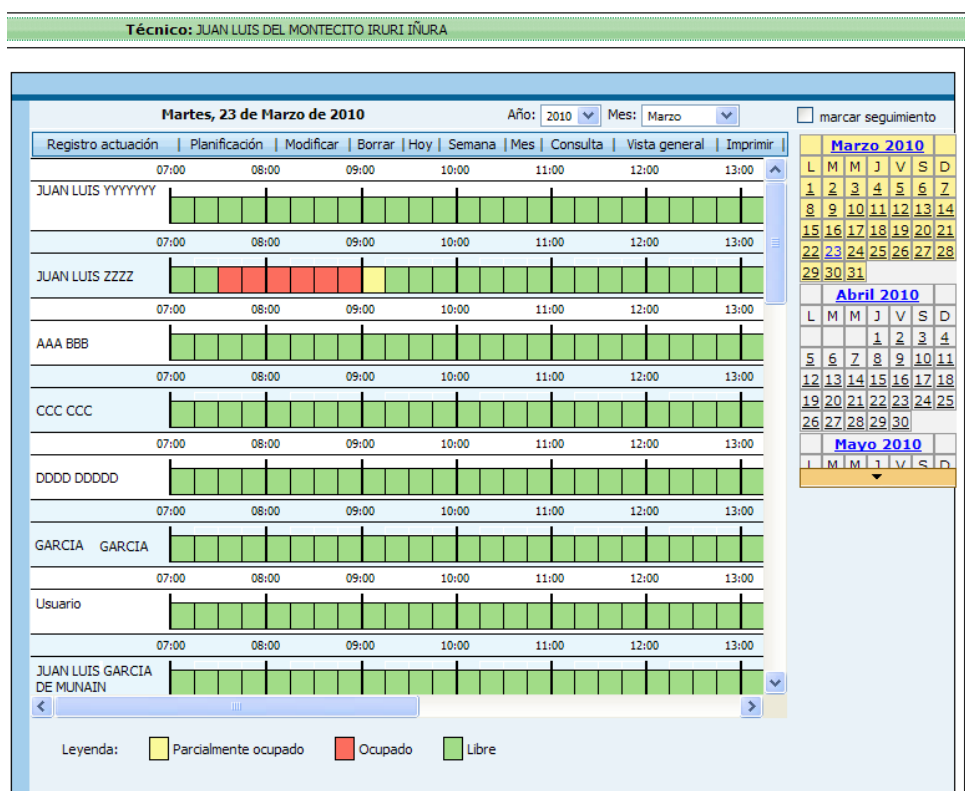 Técnico: JUAN LUIS DEL MONTECITO IRURI IÑURA
Martes, 23 de Marzo de 2010 Año: 2010 Mes: Marzo marcar seguimiento
Registro actuación | Planificación | Modificar | Borrar | Hoy | Semana | Mes | Consulta | Vista general | Imprimir |
07:00 08:00 09:00 10:00 11:00 12:00 13:00
JUAN LUIS YYYYYYY
07:00 08:00 09:00 10:00 11:00 12:00 13:00
JUAN LUIS ZZZZ
07:00 08:00 09:00 10:00 11:00 12:00 13:00
AAA BBB
07:00 08:00 09:00 10:00 11:00 12:00 13:00
CCC CCC
07:00 08:00 09:00 10:00 11:00 12:00 13:00
DDDD DDDDD
07:00 08:00 09:00 10:00 11:00 12:00 13:00
GARCIA GARCIA
07:00 08:00 09:00 10:00 11:00 12:00 13:00
Usuario
07:00 08:00 09:00 10:00 11:00 12:00 13:00
JUAN LUIS GARCIA
DE MUNAIN
Marzo 2010
L M M J V S D
1 2 3 4 5 6 7
8 9 10 11 12 13 14
15 16 17 18 19 20 21
22 23 24 25 26 27 28
29 30 31
Abril 2010
L M M J V S D
1 2 3 4
5 6 7 8 9 10 11
12 13 14 15 16 17 18
19 20 21 22 23 24 25
26 27 28 29 30
Mayo 2010
L M M J V S D
Leyenda: Parcialmente ocupado Ocupado Libre